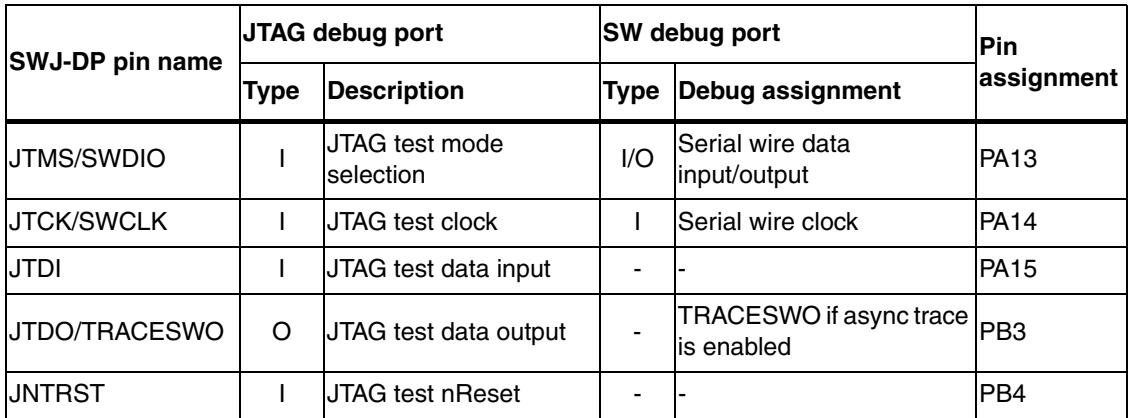 SWJ-DP pin name JTAG debug port SW debug port Pin assignment
Type Description Type Debug assignment
JTMS/SWDIO I JTAG test mode selection I/O Serial wire data input/output PA13
JTCK/SWCLK I JTAG test clock I Serial wire clock PA14
JTDI I JTAG test data input - - PA15
JTDO/TRACESWO O JTAG test data output - TRACESWO if async trace is enabled PB3
JNTRST I JTAG test nReset - - PB4